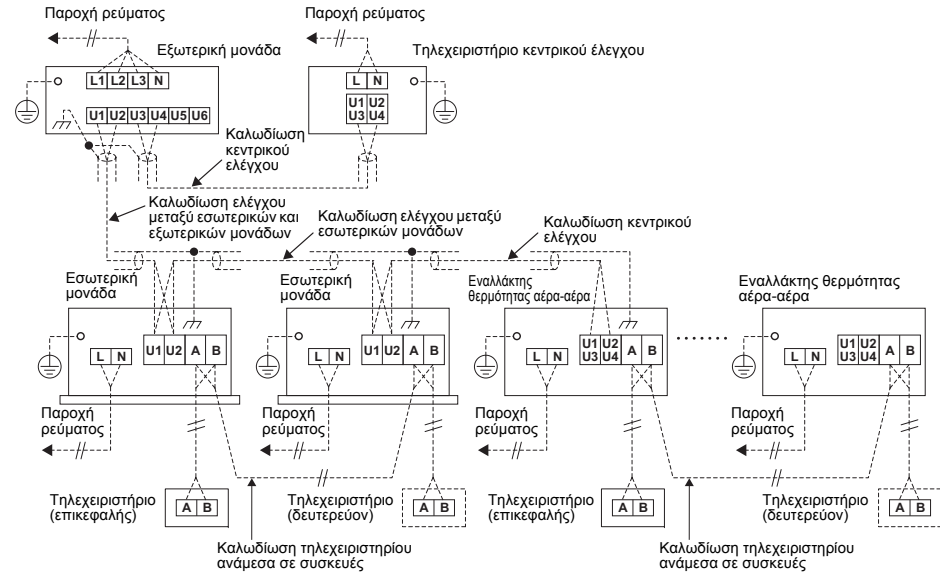 Παροχή ρεύματος
Παροχή ρεύματος
Εξωτερική μονάδα
Τηλεχειριστήριο κεντρικού έλεγχου
L1 L2 L3 N
L N
U1 U2 U3 U4 U5 U6
U1 U2
U3 U4
Καλωδίωση
κεντρικού
ελέγχου
Καλωδίωση ελέγχου
μεταξύ εσωτερικών και
εξωτερικών μονάδων
Καλωδίωση ελέγχου μεταξύ
εσωτερικών μονάδων
Καλωδίωση κεντρικού
ελέγχου
Εσωτερική
μονάδα
Εσωτερική
μονάδα
Εναλλάκτης
θερμότητας αέρα-αέρα
Εναλλάκτης θερμότητας
αέρα-αέρα
L N
U1 U2 A B
L N
U1 U2 A B
L N
U1 U2
U3 U4
A B
L N
U1 U2
U3 U4
A B
Παροχή
ρεύματος
Παροχή
ρεύματος
Παροχή
ρεύματος
Παροχή
ρεύματος
Τηλεχειριστήριο
(επικεφαλής)
A B
Τηλεχειριστήριο
(δευτερεύον)
A B
Τηλεχειριστήριο
(επικεφαλής)
A B
Τηλεχειριστήριο
(δευτερεύον)
A B
Καλωδίωση τηλεχειριστηρίου
ανάμεσα σε συσκευές
Καλωδίωση τηλεχειριστηρίου
ανάμεσα σε συσκευές